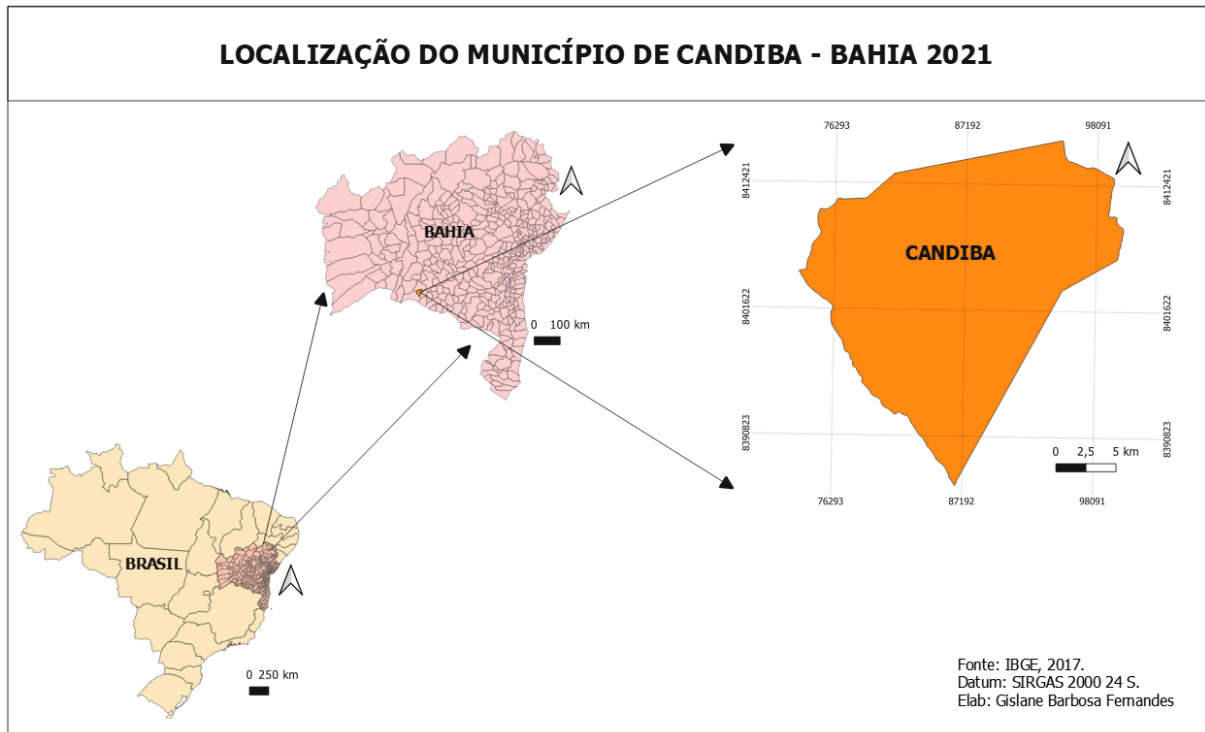 LOCALIZAÇÃO DO MUNICÍPIO DE CANDIBA - BAHIA 2021
BAHIA
0 100 km
76293 87192 98091
8412421 8412421
CANDIBA
8401622 8401622
8390823 8390823
0 2,5 5 km
76293 87192 98091
BRASIL
0 250 km
Fonte: IBGE, 2017.
Datum: SIRGAS 2000 24 S.
Elab: Gislane Barbosa Fernandes